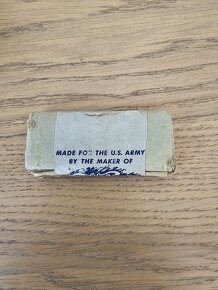 MADE FOR THE U.S. ARMY
BY THE MAKER OF